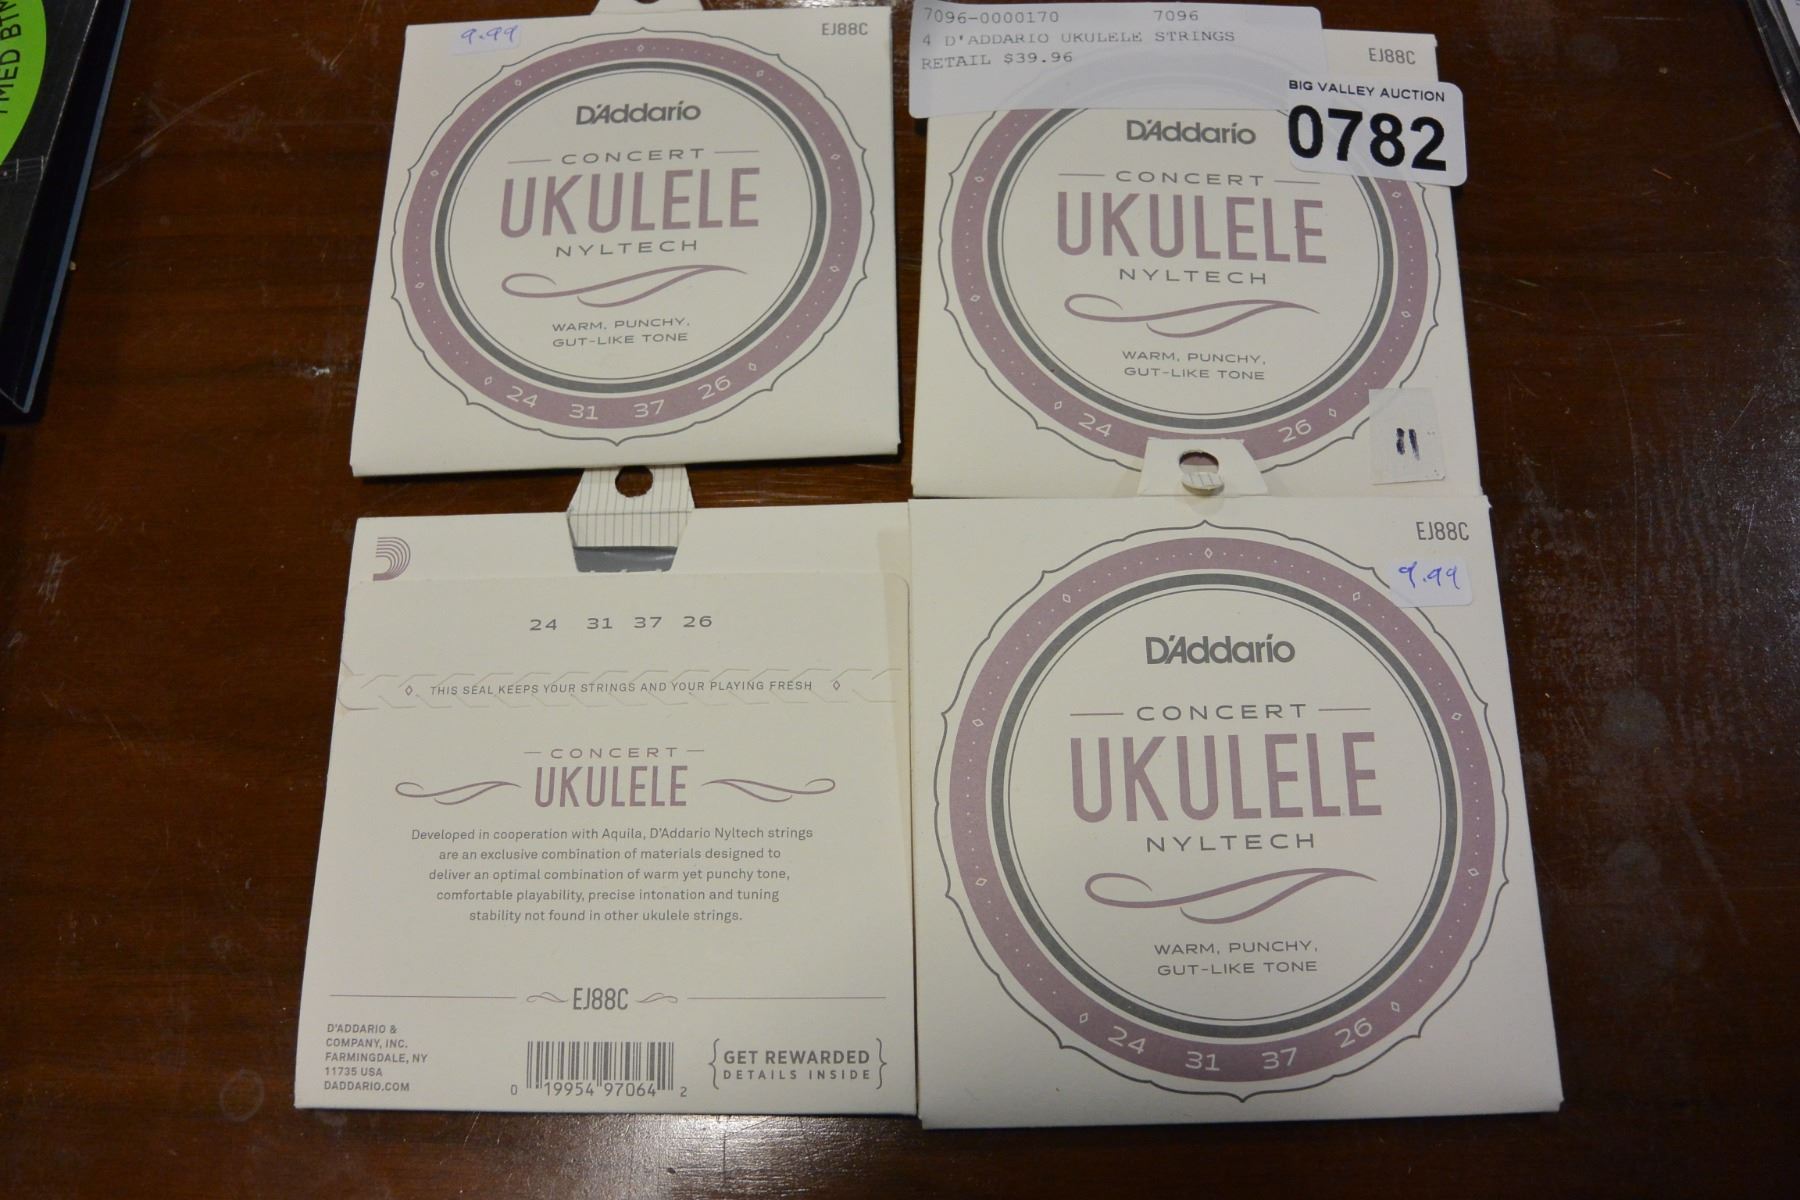 9.99
EJ88C
D'Addario
CONCERT
UKULELE
NYLTECH
WARM, PUNCHY,
GUT-LIKE TONE
24 31 37 26
7096-0000170 7096
4 D'ADDARIO UKULELE STRINGS
RETAIL $39.96
EJ88C
BIG VALLEY AUCTION
0782
D'Addario
CONCERT
UKULELE
NYLTECH
WARM, PUNCHY,
GUT-LIKE TONE
24 26
11
24 31 37 26
THIS SEAL KEEPS YOUR STRINGS AND YOUR PLAYING FRESH
CONCERT
UKULELE
Developed in cooperation with Aquila, D'Addario Nyltech strings
are an exclusive combination of materials designed to
deliver an optimal combination of warm yet punchy tone,
comfortable playability, precise intonation and tuning
stability not found in other ukulele strings.
EJ88C
D'ADDARIO &
COMPANY, INC.
FARMINGDALE, NY
11735 USA
DADDARIO.COM
0 19954 97064 2
GET REWARDED
DETAILS INSIDE
EJ88C
9.99
D'Addario
CONCERT
UKULELE
NYLTECH
WARM, PUNCHY,
GUT-LIKE TONE
24 31 37 26